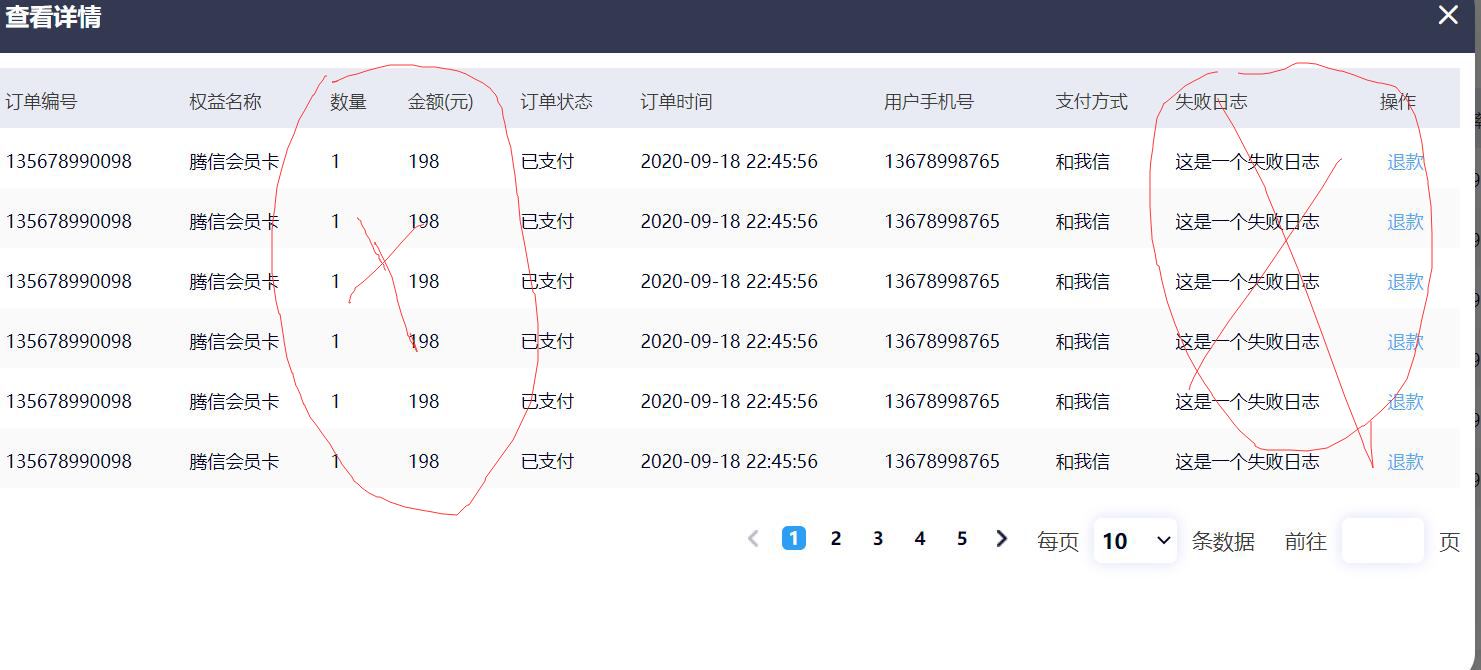 查看详情
订单编号 权益名称 数量 金额(元) 订单状态 订单时间 用户手机号 支付方式 失败日志 操作
135678990098 腾信会员卡 1 198 已支付 2020-09-18 22:45:56 13678998765 和我信 这是一个失败日志 退款
135678990098 腾信会员卡 1 198 已支付 2020-09-18 22:45:56 13678998765 和我信 这是一个失败日志 退款
135678990098 腾信会员卡 1 198 已支付 2020-09-18 22:45:56 13678998765 和我信 这是一个失败日志 退款
135678990098 腾信会员卡 1 198 已支付 2020-09-18 22:45:56 13678998765 和我信 这是一个失败日志 退款
135678990098 腾信会员卡 1 198 已支付 2020-09-18 22:45:56 13678998765 和我信 这是一个失败日志 退款
135678990098 腾信会员卡 1 198 已支付 2020-09-18 22:45:56 13678998765 和我信 这是一个失败日志 退款
1 2 3 4 5 每页 10 条数据 前往 页